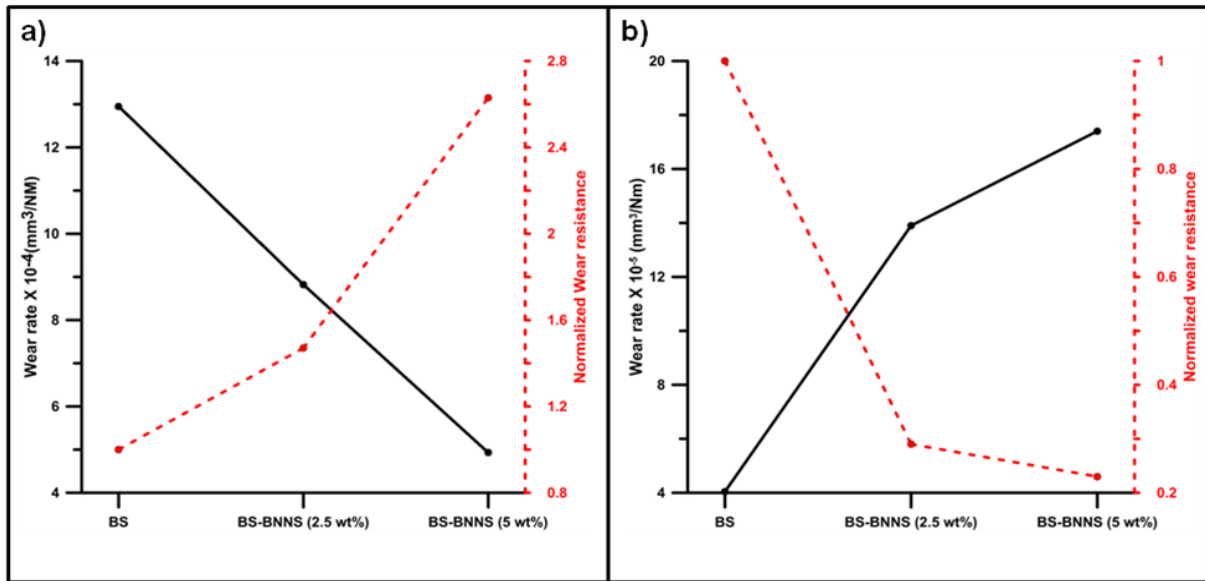 a)
Wear rate X 10-4(mm3/NM)
14
12
10
8
6
4
2.8
2.4
2
1.6
1.2
0.8
Normalized Wear resistance
BS
BS-BNNS (2.5 wt%)
BS-BNNS (5 wt%)
b)
Wear rate X 10-5 (mm3/Nm)
20
16
12
8
4
1
0.8
0.6
0.4
0.2
Normalized wear resistance
BS
BS-BNNS (2.5 wt%)
BS-BNNS (5 wt%)